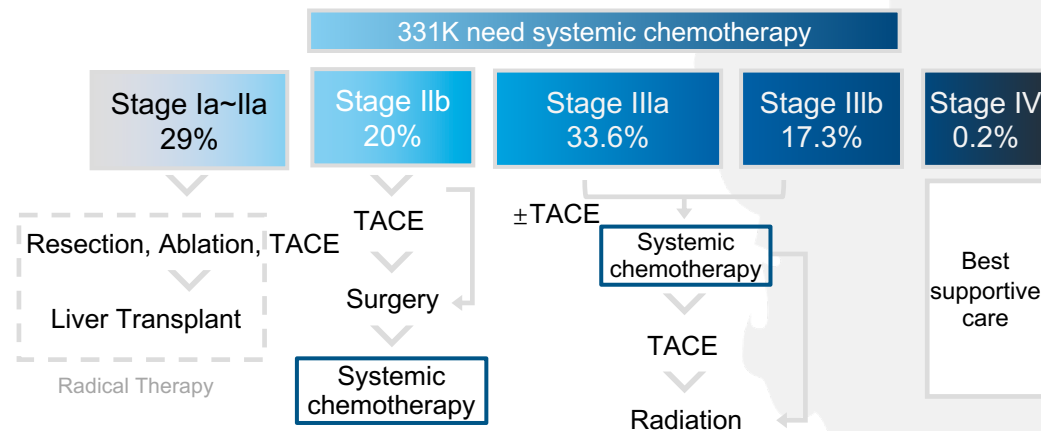 331K need systemic chemotherapy
Stage Ia~IIa
29%
Stage IIb
20%
Stage IIIa
33.6%
Stage IIIb
17.3%
Stage IV
0.2%
Resection, Ablation, TACE
Liver Transplant
Radical Therapy
TACE
Surgery
Systemic
chemotherapy
±TACE
Systemic
chemotherapy
TACE
Radiation
Best
supportive
care